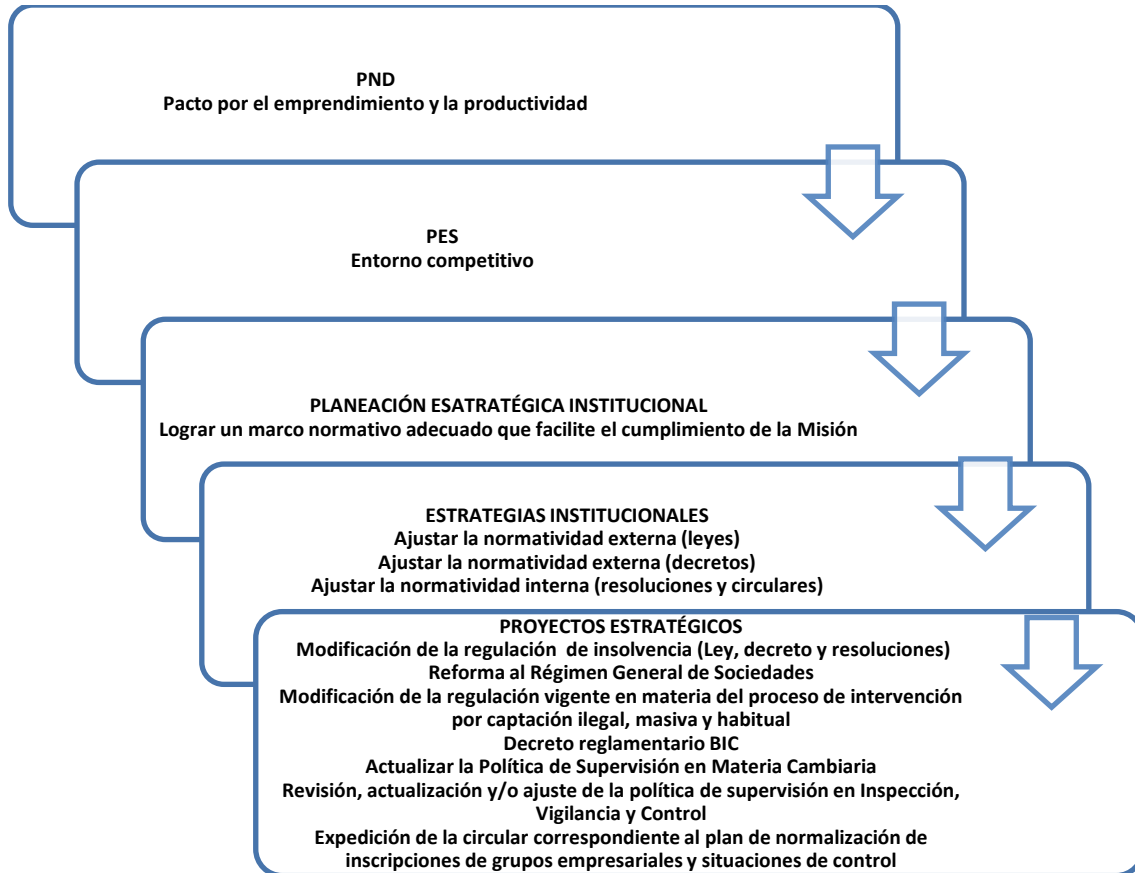 PND
Pacto por el emprendimiento y la productividad
PES
Entorno competitivo
PLANEACIÓN ESATRATÉGICA INSTITUCIONAL
Lograr un marco normativo adecuado que facilite el cumplimiento de la Misión
ESTRATEGIAS INSTITUCIONALES
Ajustar la normatividad externa (leyes)
Ajustar la normatividad externa (decretos)
Ajustar la normatividad interna (resoluciones y circulares)
PROYECTOS ESTRATÉGICOS
Modificación de la regulación de insolvencia (Ley, decreto y resoluciones)
Reforma al Régimen General de Sociedades
Modificación de la regulación vigente en materia del proceso de intervención
por captación ilegal, masiva y habitual
Decreto reglamentario BIC
Actualizar la Política de Supervisión en Materia Cambiaria
Revisión, actualización y/o ajuste de la política de supervisión en Inspección,
Vigilancia y Control
Expedición de la circular correspondiente al plan de normalización de
inscripciones de grupos empresariales y situaciones de control